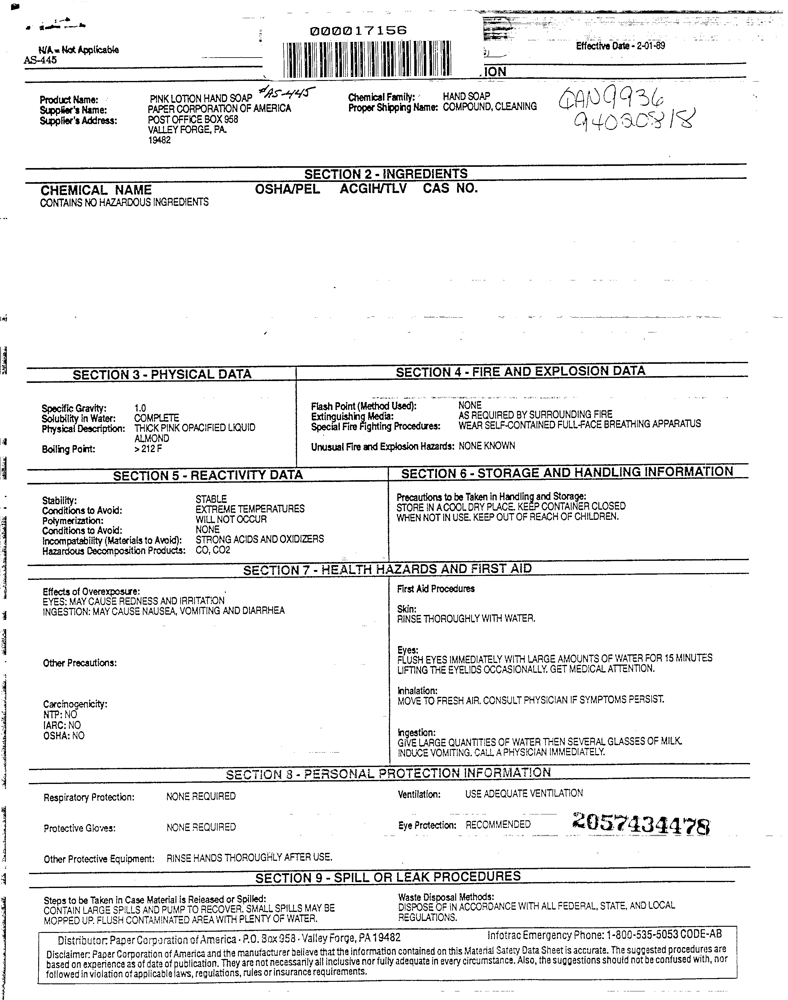 000017156
N/A = Not Applicable
AS-445
Effective Date - 2-01-89
ION
Product Name: PINK LOTION HAND SOAP #AS-445
Supplier's Name: PAPER CORPORATION OF AMERICA
Supplier's Address: POST OFFICE BOX 958
VALLEY FORGE, PA.
19482
Chemical Family: HAND SOAP
Proper Shipping Name: COMPOUND, CLEANING
GAN9936
94030818
SECTION 2 - INGREDIENTS
CHEMICAL NAME OSHA/PEL ACGIH/TLV CAS NO.
CONTAINS NO HAZARDOUS INGREDIENTS
SECTION 3 - PHYSICAL DATA
Specific Gravity: 1.0
Solubility in Water: COMPLETE
Physical Description: THICK PINK OPACIFIED LIQUID
ALMOND
Boiling Point: > 212 F
SECTION 4 - FIRE AND EXPLOSION DATA
Flash Point (Method Used): NONE
Extinguishing Media: AS REQUIRED BY SURROUNDING FIRE
Special Fire Fighting Procedures: WEAR SELF-CONTAINED FULL-FACE BREATHING APPARATUS
Unusual Fire and Explosion Hazards: NONE KNOWN
SECTION 5 - REACTIVITY DATA
Stability: STABLE
Conditions to Avoid: EXTREME TEMPERATURES
Polymerization: WILL NOT OCCUR
Conditions to Avoid: NONE
Incompatability (Materials to Avoid): STRONG ACIDS AND OXIDIZERS
Hazardous Decomposition Products: CO, CO2
SECTION 6 - STORAGE AND HANDLING INFORMATION
Precautions to be Taken in Handling and Storage:
STORE IN A COOL DRY PLACE. KEEP CONTAINER CLOSED
WHEN NOT IN USE. KEEP OUT OF REACH OF CHILDREN.
SECTION 7 - HEALTH HAZARDS AND FIRST AID
Effects of Overexposure:
EYES: MAY CAUSE REDNESS AND IRRITATION
INGESTION: MAY CAUSE NAUSEA, VOMITING AND DIARRHEA
Other Precautions:
Carcinogenicity:
NTP: NO
IARC: NO
OSHA: NO
First Aid Procedures
Skin:
RINSE THOROUGHLY WITH WATER.
Eyes:
FLUSH EYES IMMEDIATELY WITH LARGE AMOUNTS OF WATER FOR 15 MINUTES
LIFTING THE EYELIDS OCCASIONALLY. GET MEDICAL ATTENTION.
Inhalation:
MOVE TO FRESH AIR. CONSULT PHYSICIAN IF SYMPTOMS PERSIST.
Ingestion:
GIVE LARGE QUANTITIES OF WATER THEN SEVERAL GLASSES OF MILK.
INDUCE VOMITING. CALL A PHYSICIAN IMMEDIATELY.
SECTION 8 - PERSONAL PROTECTION INFORMATION
Respiratory Protection: NONE REQUIRED
Ventilation: USE ADEQUATE VENTILATION
Protective Gloves: NONE REQUIRED
Eye Protection: RECOMMENDED
2057434478
Other Protective Equipment: RINSE HANDS THOROUGHLY AFTER USE.
SECTION 9 - SPILL OR LEAK PROCEDURES
Steps to be Taken in Case Material is Released or Spilled:
CONTAIN LARGE SPILLS AND PUMP TO RECOVER. SMALL SPILLS MAY BE
MOPPED UP. FLUSH CONTAMINATED AREA WITH PLENTY OF WATER.
Waste Disposal Methods:
DISPOSE OF IN ACCORDANCE WITH ALL FEDERAL, STATE, AND LOCAL
REGULATIONS.
Distributor: Paper Corporation of America - P.O. Box 958 - Valley Forge, PA 19482 Infotrac Emergency Phone: 1-800-535-5053 CODE-AB
Disclaimer: Paper Corporation of America and the manufacturer believe that the information contained on this Material Safety Data Sheet is accurate. The suggested procedures are
based on experience as of date of publication. They are not necessarily all inclusive nor fully adequate in every circumstance. Also, the suggestions should not be confused with, nor
followed in violation of applicable laws, regulations, rules or insurance requirements.